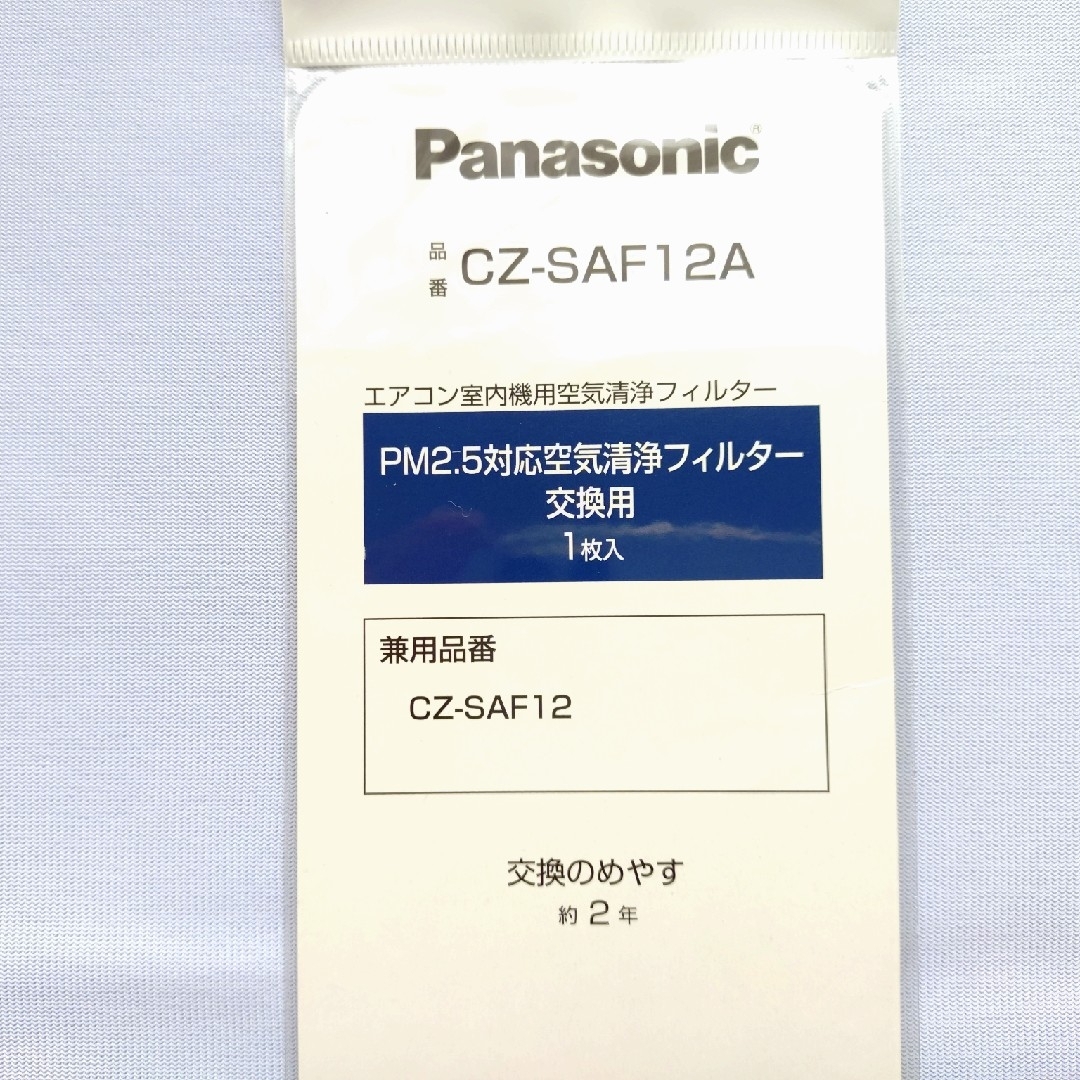 Panasonic®
品番 CZ-SAF12A
エアコン室内機用空気清浄フィルター
PM2.5対応空気清浄フィルター
交換用
1枚入
兼用品番
CZ-SAF12
交換のめやす
約2年